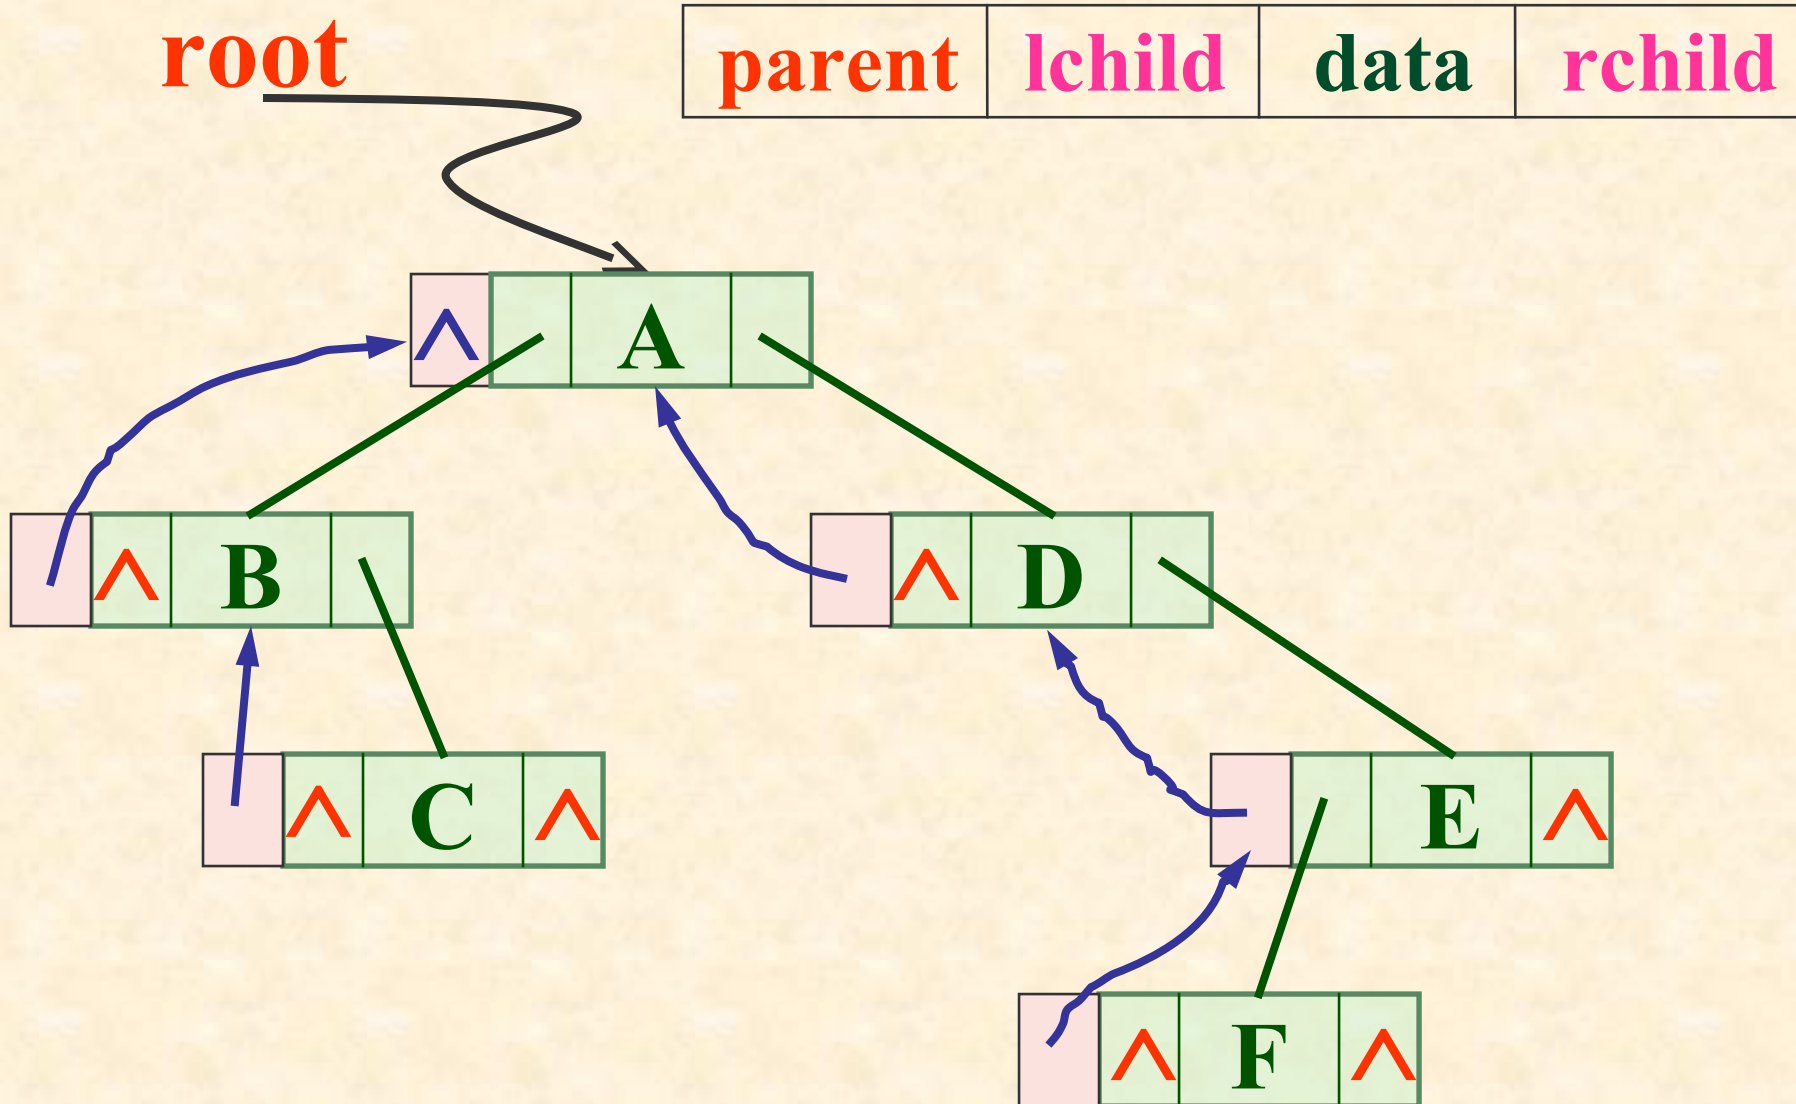 root
parent lchild data rchild
^ A
^ B
^ D
^ C ^
E ^
^ F ^